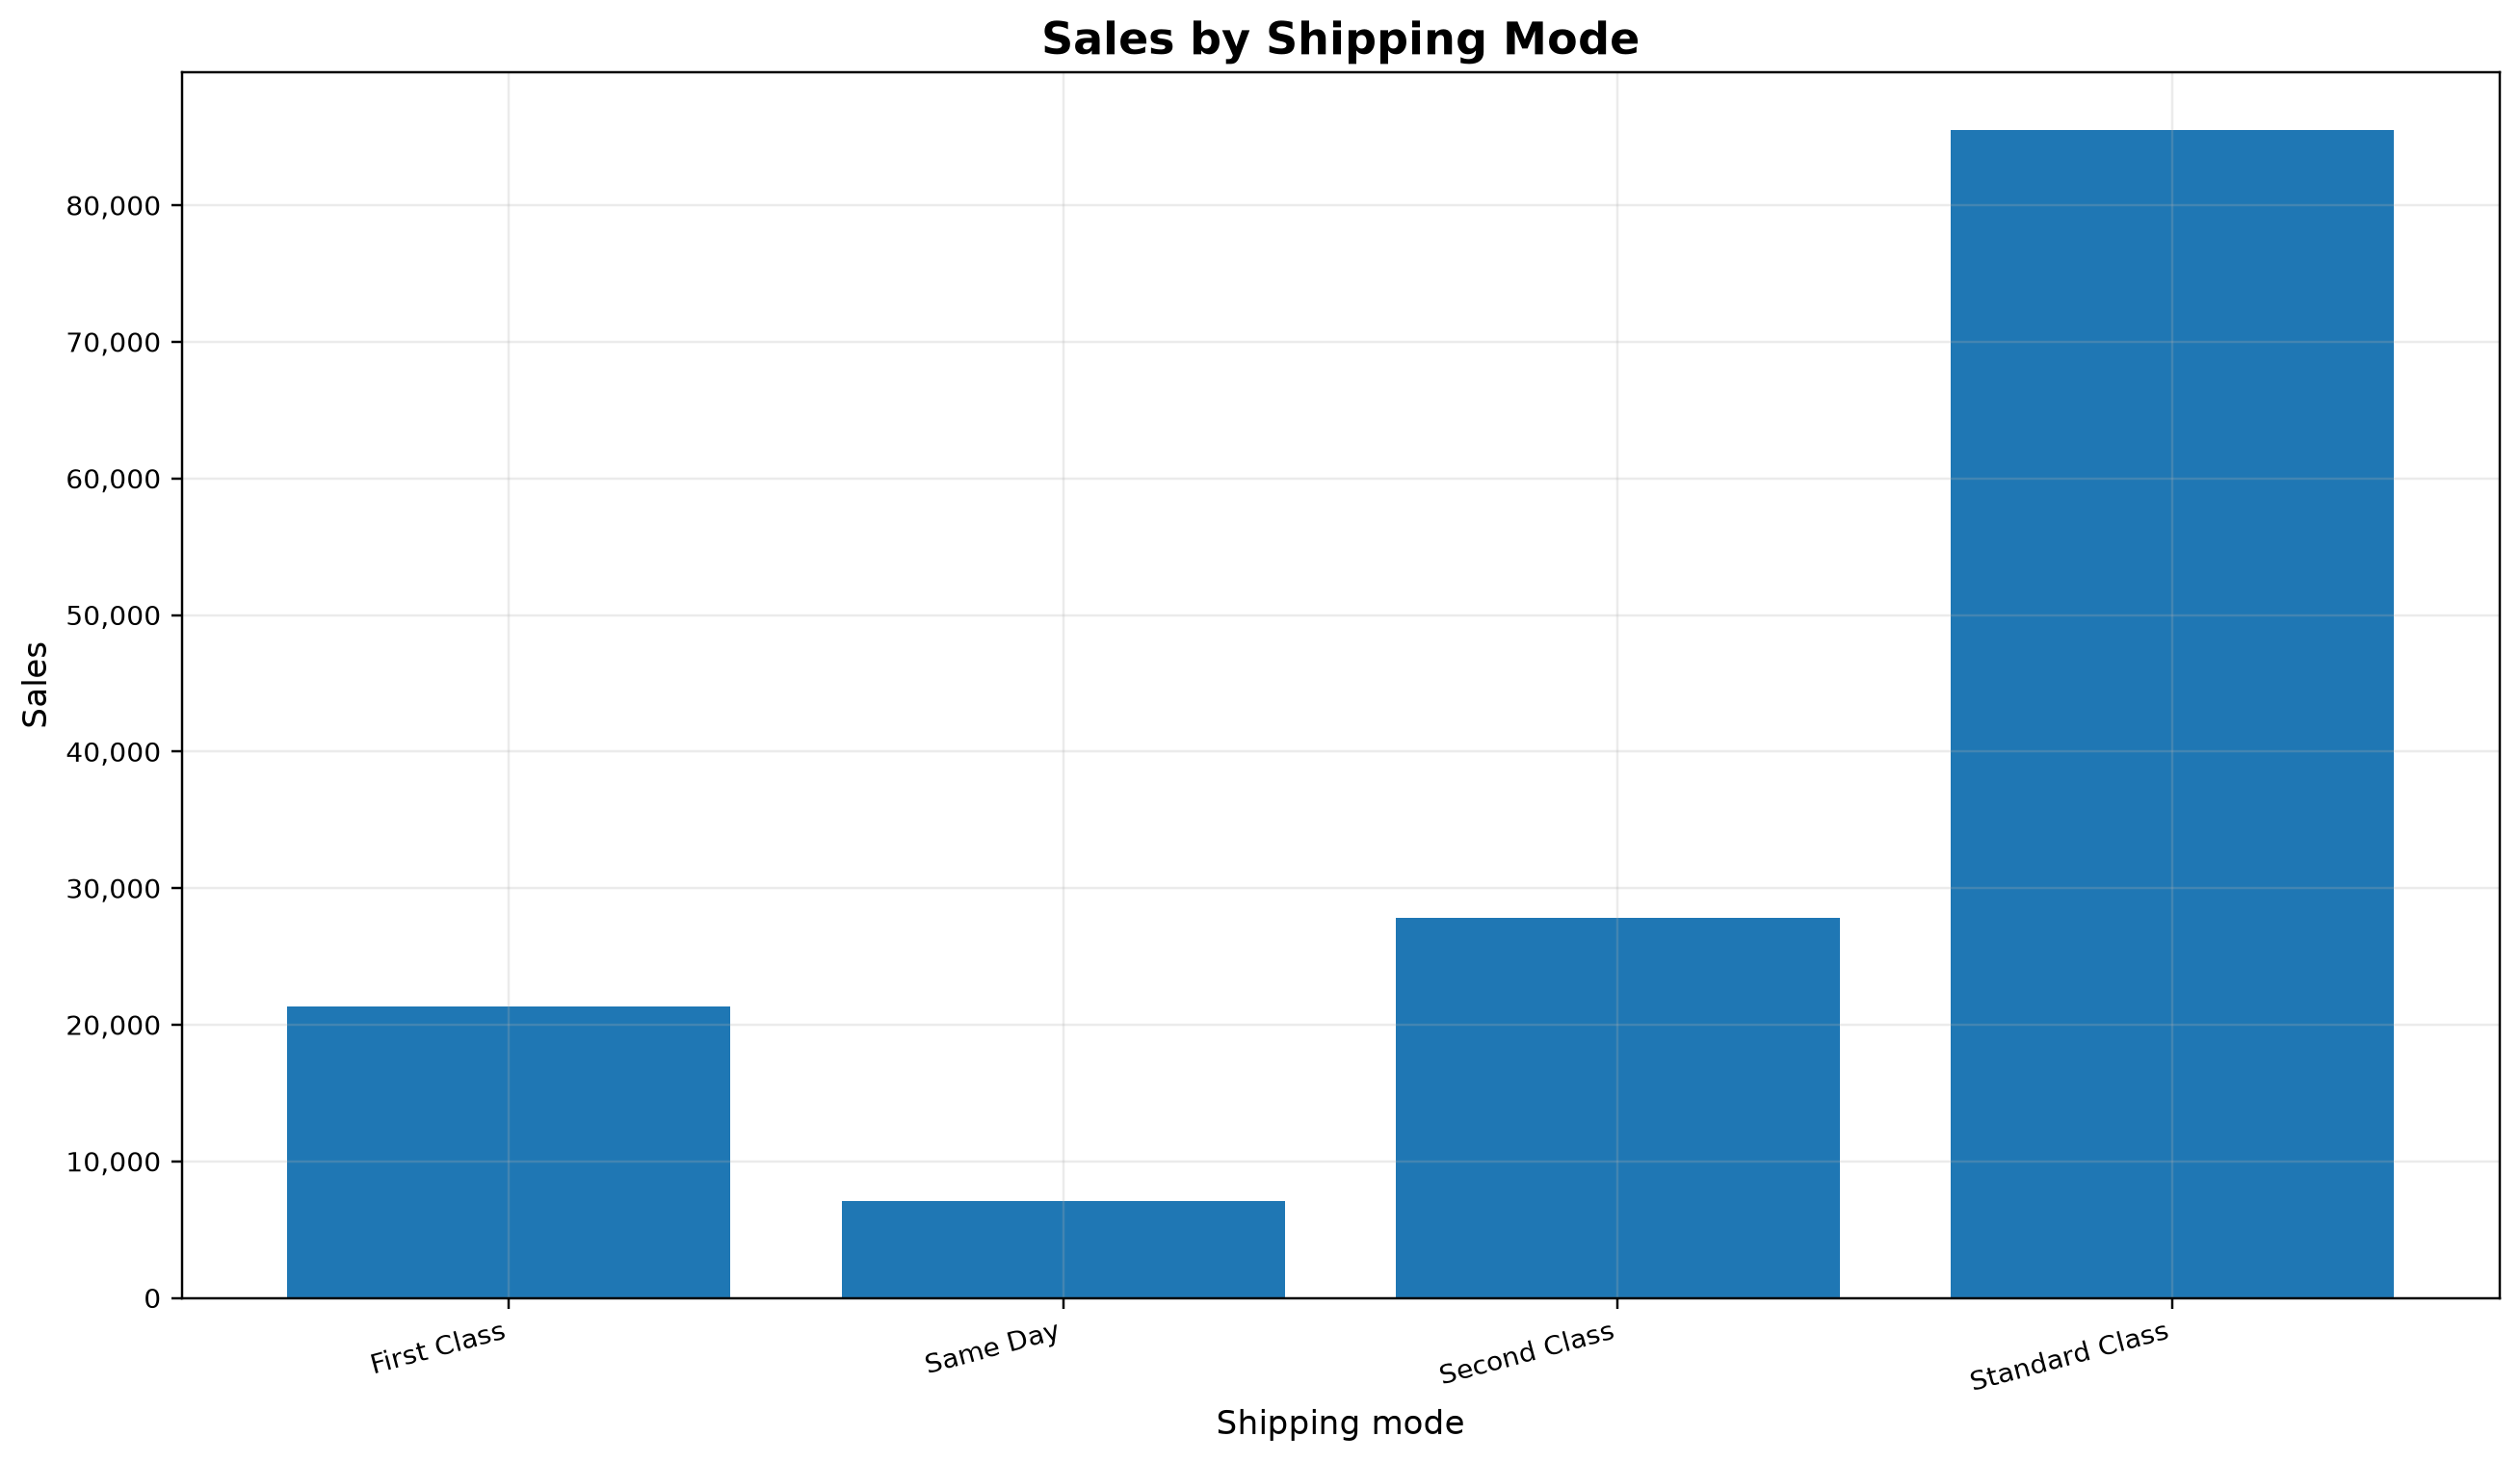 Sales by Shipping Mode
Sales
80,000
70,000
60,000
50,000
40,000
30,000
20,000
10,000
0
First Class
Same Day
Second Class
Standard Class
Shipping mode